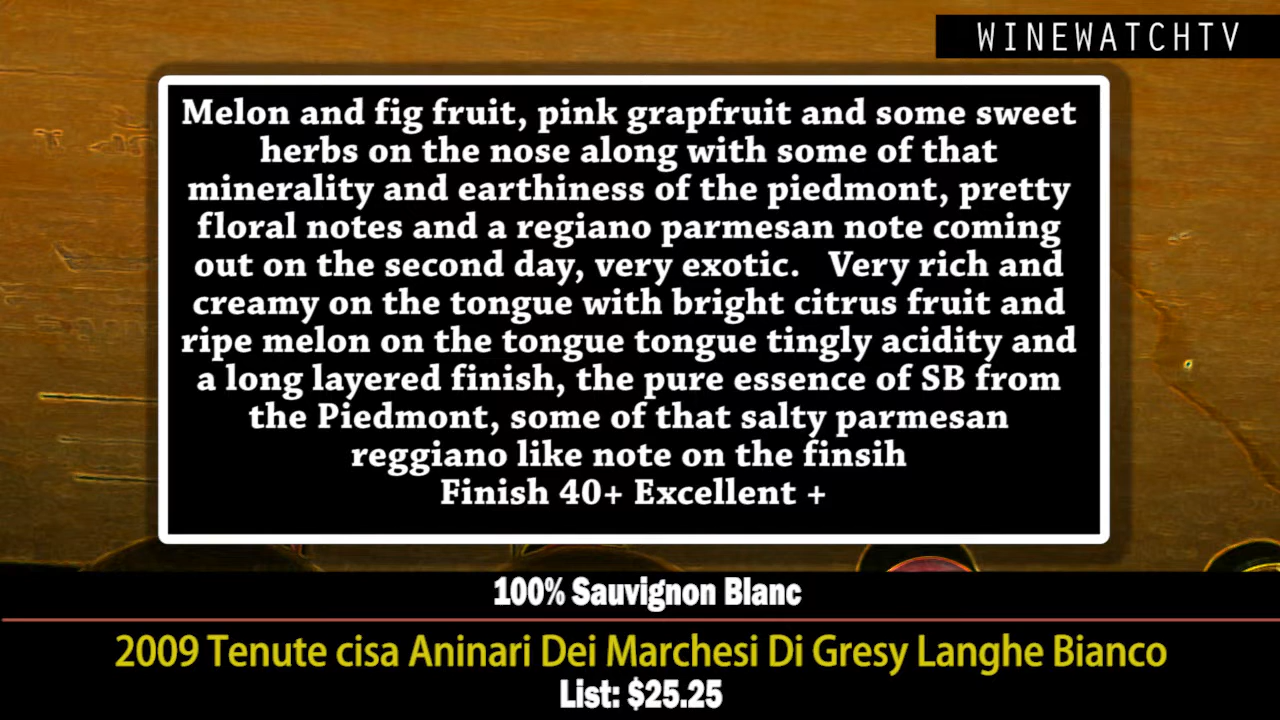 WINEWATCHTV
Melon and fig fruit, pink grapfruit and some sweet
herbs on the nose along with some of that
minerality and earthiness of the piedmont, pretty
floral notes and a regiano parmesan note coming
out on the second day, very exotic. Very rich and
creamy on the tongue with bright citrus fruit and
ripe melon on the tongue tongue tingly acidity and
a long layered finish, the pure essence of SB from
the Piedmont, some of that salty parmesan
reggiano like note on the finsih
Finish 40+ Excellent +
100% Sauvignon Blanc
2009 Tenute cisa Aninari Dei Marchesi Di Gresy Langhe Bianco
List: $25.25